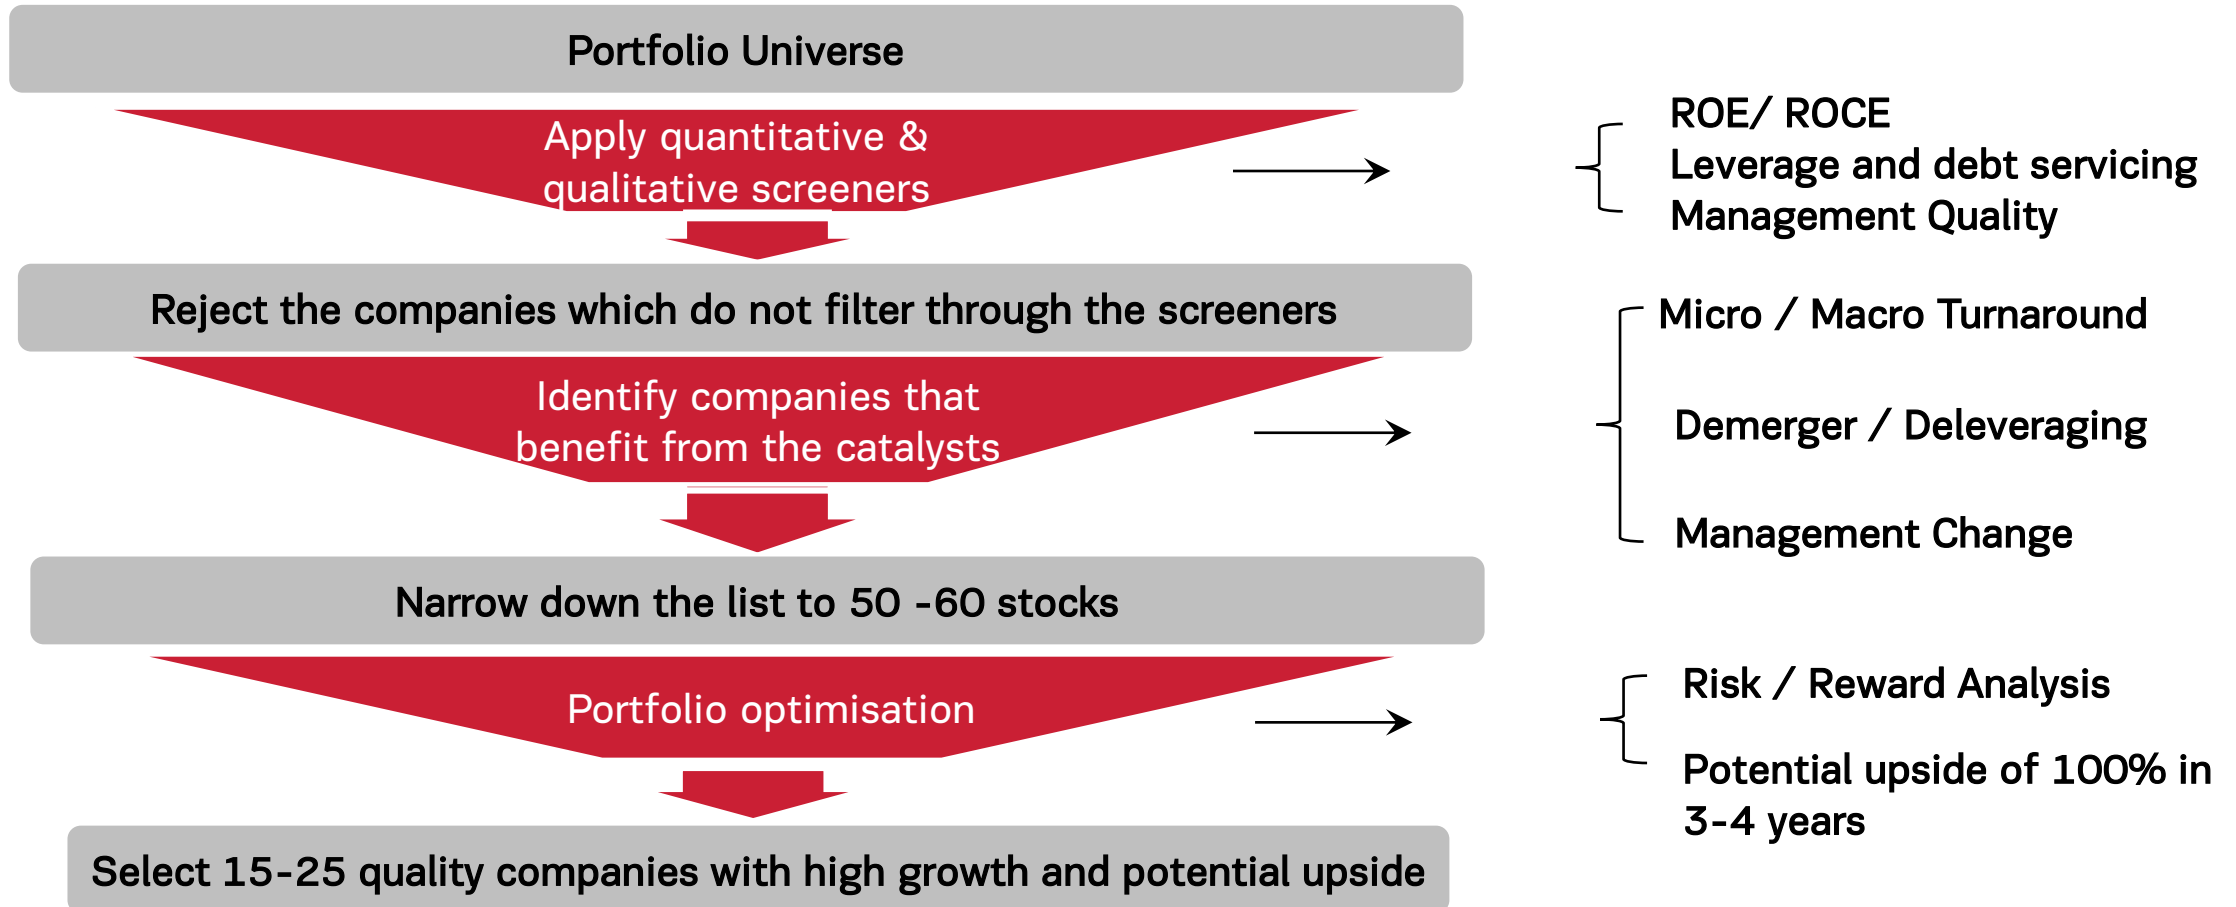 Portfolio Universe
Apply quantitative &
qualitative screeners
ROE/ ROCE
Leverage and debt servicing
Management Quality
Reject the companies which do not filter through the screeners
Identify companies that
benefit from the catalysts
Micro / Macro Turnaround
Demerger / Deleveraging
Management Change
Narrow down the list to 50 -60 stocks
Portfolio optimisation
Risk / Reward Analysis
Potential upside of 100% in
3-4 years
Select 15-25 quality companies with high growth and potential upside